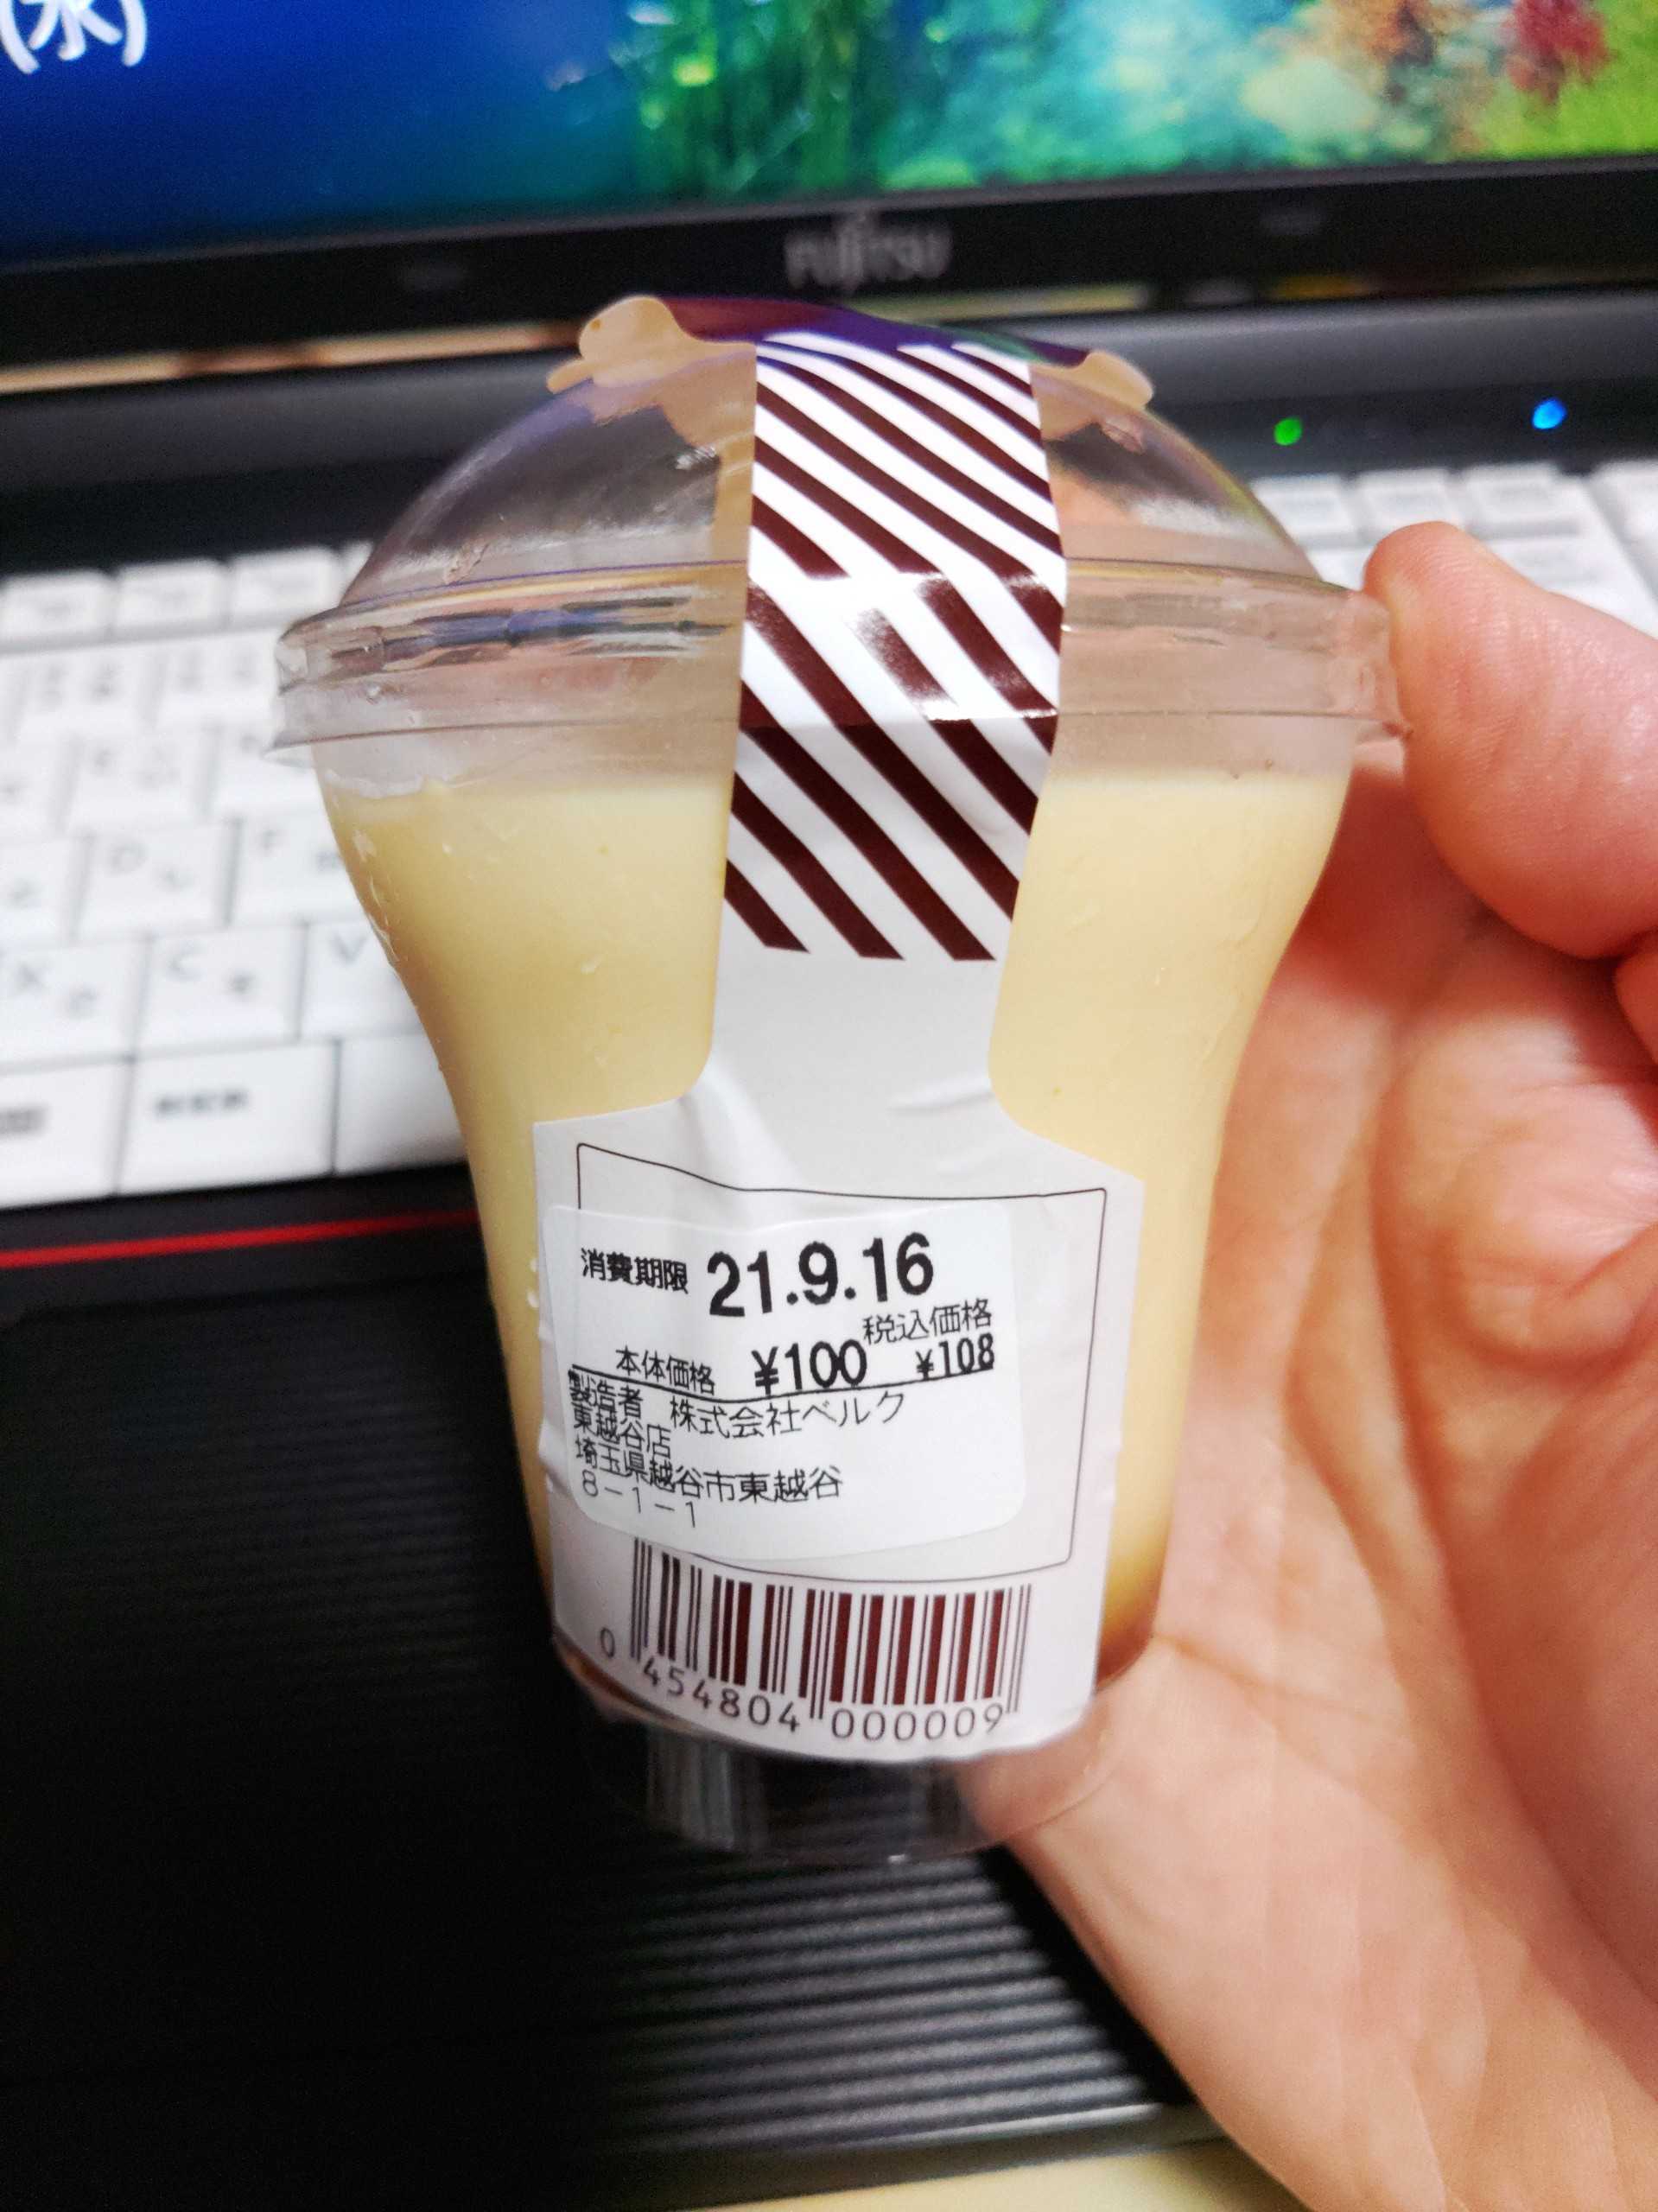 (水)
FUJITSU
消費期限 21.9.16
税込価格
本体価格 ¥100 ¥108
製造者 株式会社ベルク
東越谷店
埼玉県越谷市東越谷
8-1-1
0 454804 000009